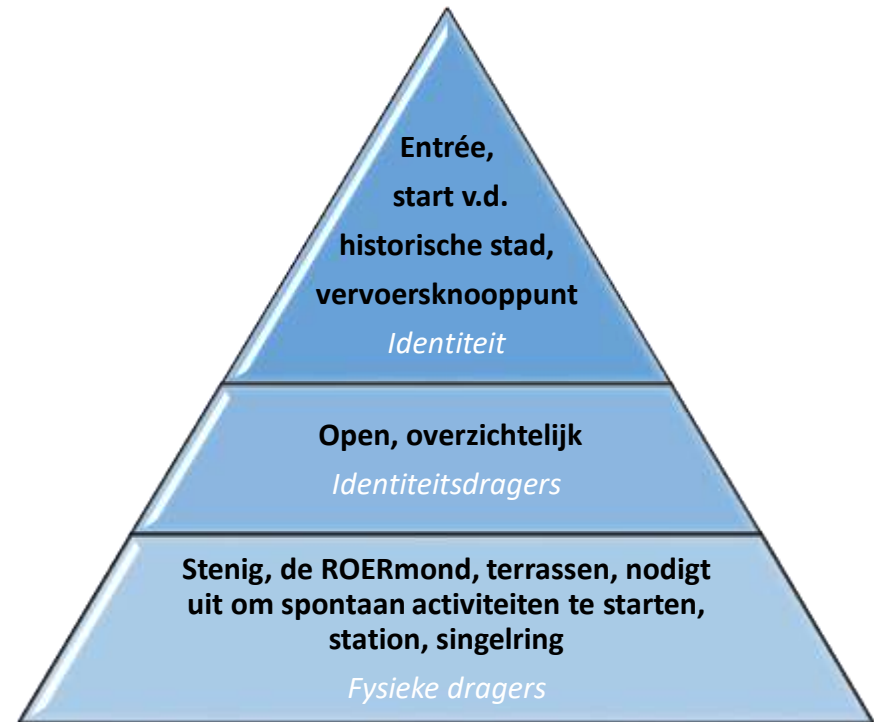 Entrée,
start v.d.
historische stad,
vervoersknooppunt
Identiteit
Open, overzichtelijk
Identiteitsdragers
Stenig, de ROERmond, terrassen, nodigt
uit om spontaan activiteiten te starten,
station, singelring
Fysieke dragers